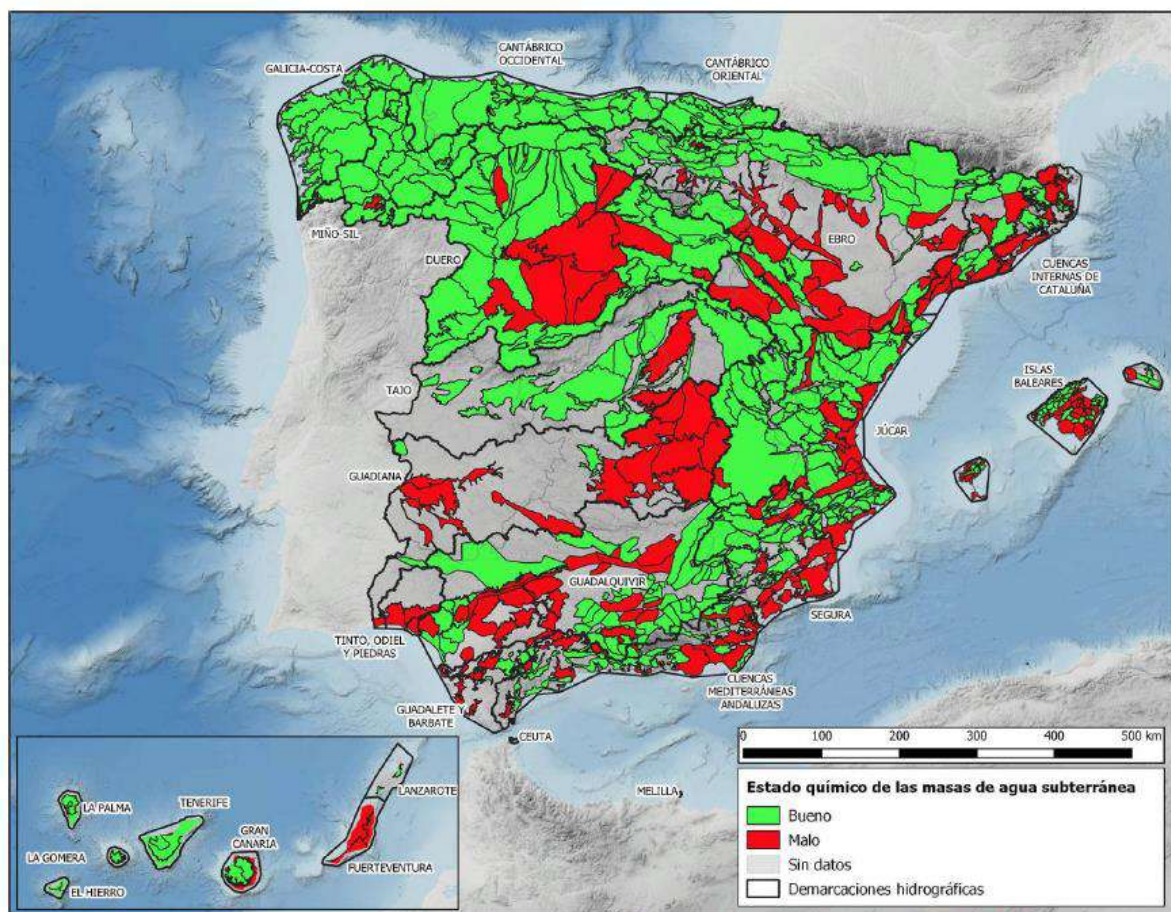 CANTÁBRICO
OCCIDENTAL
CANTÁBRICO
ORIENTAL
GALICIA-COSTA
MIÑO-SIL
DUERO
EBRO
CUENCAS
INTERNAS DE
CATALUÑA
TAJO
ISLAS
BALEARES
JÚCAR
GUADIANA
GUADALQUIVIR
SEGURA
TINTO, ODIEL
Y PIEDRAS
CUENCAS
MEDITERRÁNEAS
ANDALUZAS
GUADALETE Y
BARBATE
CEUTA
MELILLA
LA PALMA
TENERIFE
LANZAROTE
GRAN
CANARIA
LA GOMERA
FUERTEVENTURA
EL HIERRO
0 100 200 300 400 500 km
Estado químico de las masas de agua subterránea
Bueno
Malo
Sin datos
Demarcaciones hidrográficas